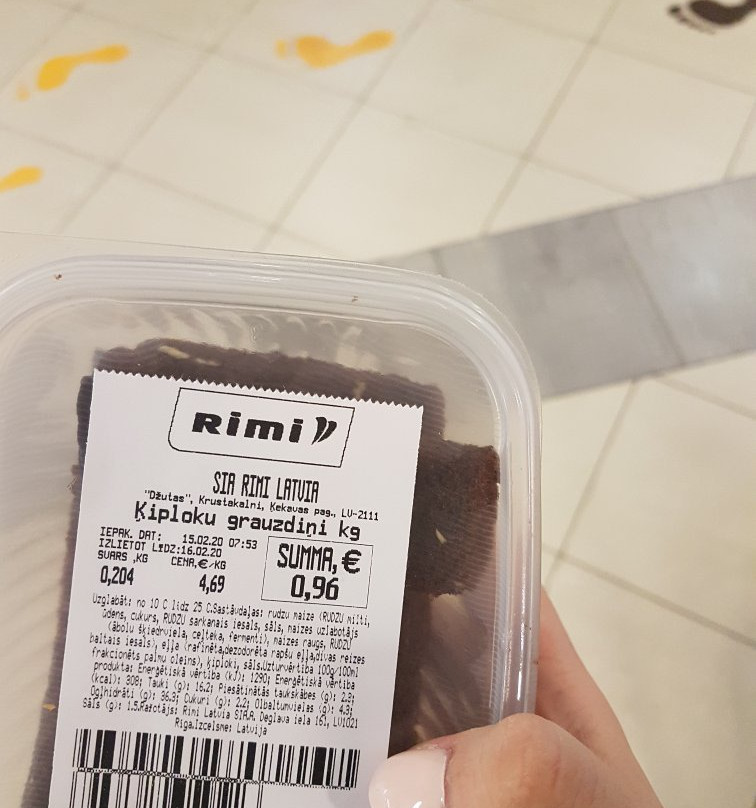 Rimi
SIA RIMI LATVIA
"Džutas", Krustakalni, Ķekavas pag., LV-2111
Ķiploku grauzdiņi kg
IEPAK. DAT: 15.02.20 07:53
IZLIETOT LĪDZ:16.02.20
SVARS ,KG CENA,€/KG
0,204 4,69
SUMMA,€
0,96
Uzglabāt: no 10 C līdz 25 C.Sastāvdaļas: rudzu maize (RUDZU milti,
ūdens, cukurs, RUDZU sarkanais iesals, sāls, maizes uzlabotājs
(ābolu šķiedrviela, ceļteka, fermenti), maizes raugs, RUDZU
baltais iesals), eļļa (rafinēta,dezodorēta rapšu eļļa,divas reizes
frakcionēts palmu oleīns), ķiploki, sāls.Uzturvērtība 100g/100ml
produkta: Enerģētiskā vērtība (kJ): 1290; Enerģētiskā vērtība
(kcal): 308; Tauki (g): 16.2; Piesātinātās taukskābes (g): 2.9;
Ogļhidrāti (g): 36.9; Cukuri (g): 2.2; Olbaltumvielas (g): 4.3;
Sāls (g): 1.5.Ražotājs: Rimi Latvia SIA,A. Deglava iela 161, LV1021
Rīga.Izcelsme: Latvija